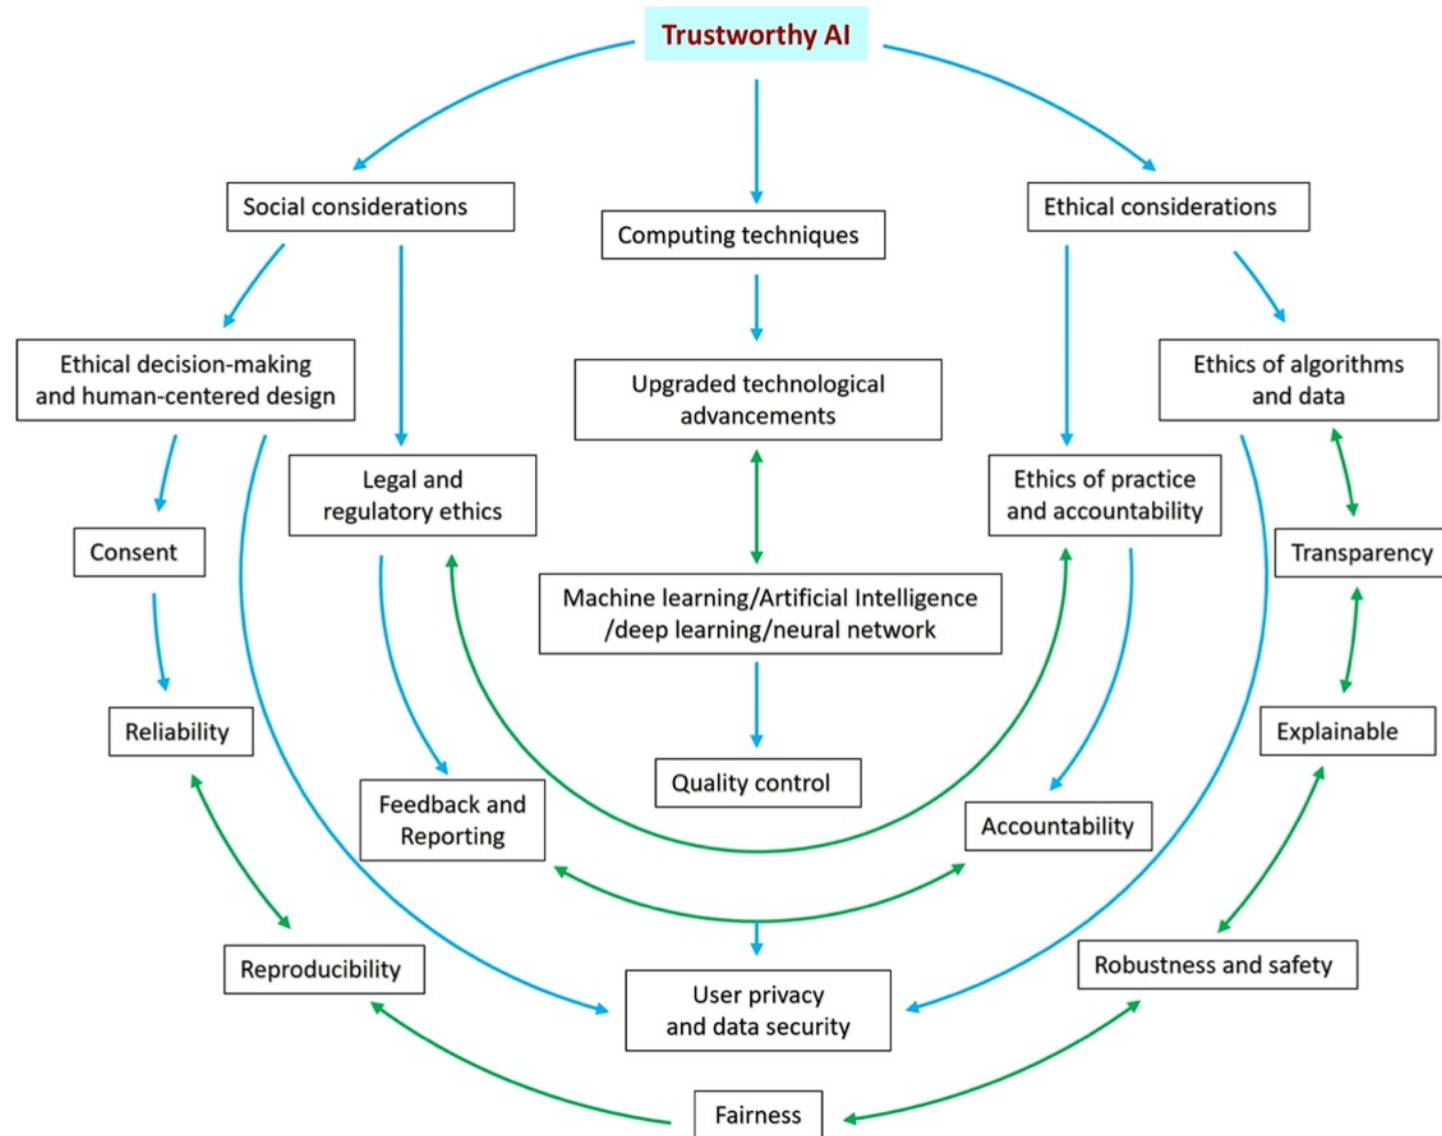 Trustworthy AI
Social considerations
Computing techniques
Ethical considerations
Ethical decision-making
and human-centered design
Upgraded technological
advancements
Ethics of algorithms
and data
Legal and
regulatory ethics
Ethics of practice
and accountability
Consent
Transparency
Machine learning/Artificial Intelligence
/deep learning/neural network
Reliability
Explainable
Quality control
Feedback and
Reporting
Accountability
Reproducibility
Robustness and safety
User privacy
and data security
Fairness